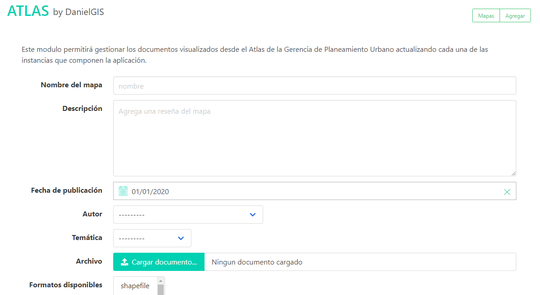 ATLAS by DanielGIS
Mapas Agregar
Este modulo permitirá gestionar los documentos visualizados desde el Atlas de la Gerencia de Planeamiento Urbano actualizando cada una de las
instancias que componen la aplicación.
Nombre del mapa nombre
Descripción Agrega una reseña del mapa
Fecha de publicación 01/01/2020
Autor ---------
Temática ---------
Archivo Cargar documento... Ningun documento cargado
Formatos disponibles shapefile